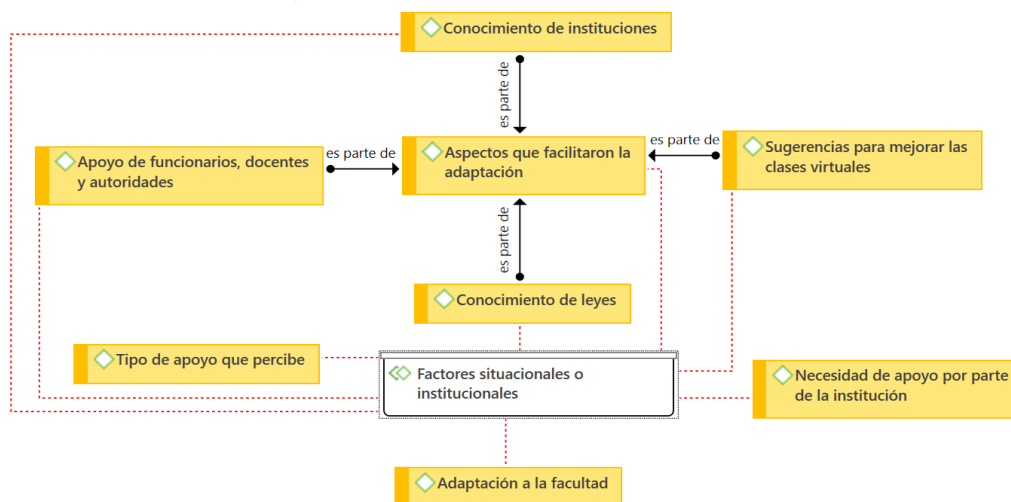 Conocimiento de instituciones
es parte de
Apoyo de funcionarios, docentes
y autoridades
es parte de
Aspectos que facilitaron la
adaptación
es parte de
Sugerencias para mejorar las
clases virtuales
es parte de
Conocimiento de leyes
Tipo de apoyo que percibe
Factores situacionales o
institucionales
Necesidad de apoyo por parte
de la institución
Adaptación a la facultad